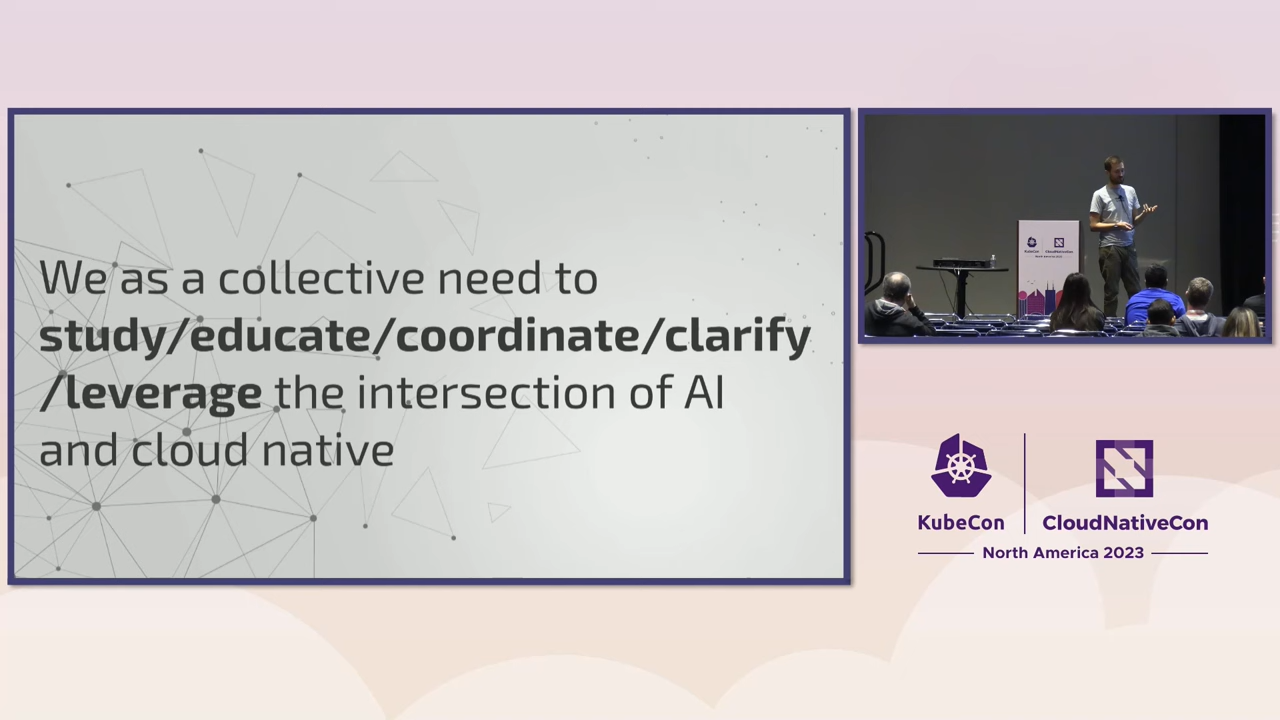 We as a collective need to
study/educate/coordinate/clarify
/leverage the intersection of AI
and cloud native
KubeCon
CloudNativeCon
North America 2023